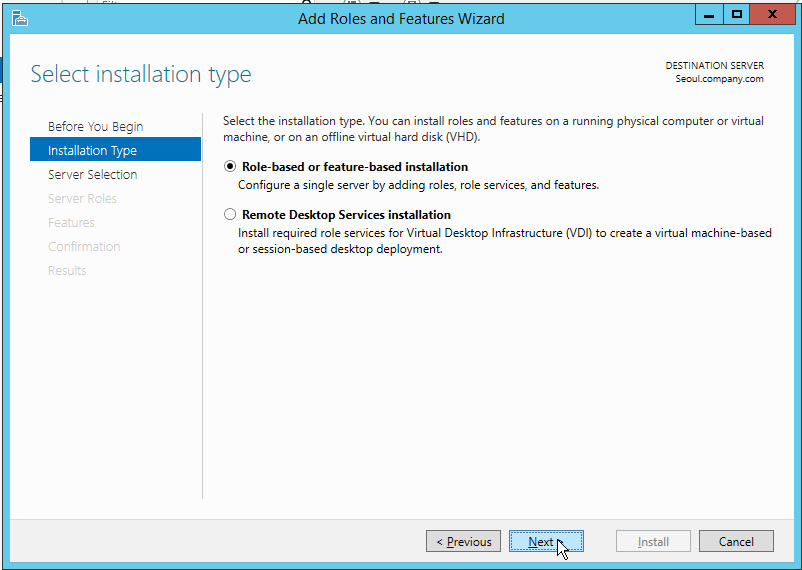 Add Roles and Features Wizard
Select installation type
DESTINATION SERVER
Seoul.company.com
Before You Begin
Installation Type
Server Selection
Server Roles
Features
Confirmation
Results
Select the installation type. You can install roles and features on a running physical computer or virtual
machine, or on an offline virtual hard disk (VHD).
Role-based or feature-based installation
Configure a single server by adding roles, role services, and features.
Remote Desktop Services installation
Install required role services for Virtual Desktop Infrastructure (VDI) to create a virtual machine-based
or session-based desktop deployment.
< Previous
Next >
Install
Cancel